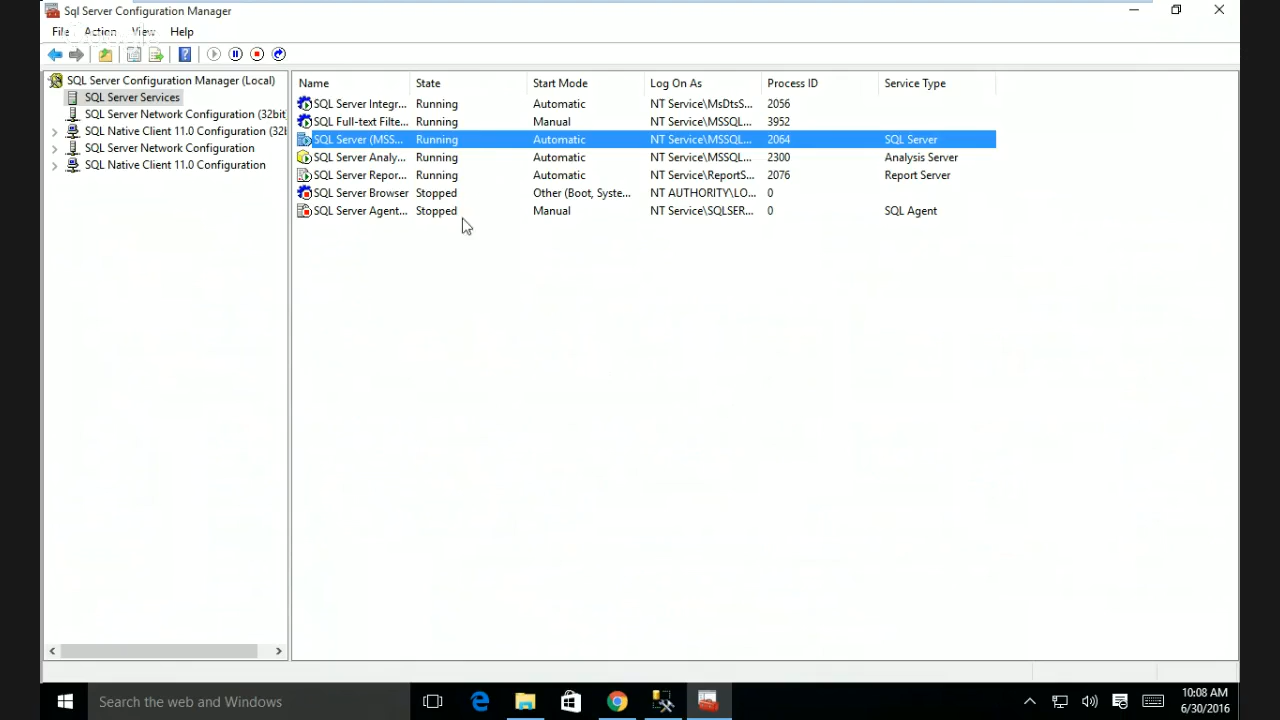 Sql Server Configuration Manager
File Action View Help
SQL Server Configuration Manager (Local)
SQL Server Services
SQL Server Network Configuration (32bit
SQL Native Client 11.0 Configuration (32b
SQL Server Network Configuration
SQL Native Client 11.0 Configuration
Name State Start Mode Log On As Process ID Service Type
SQL Server Integr... Running Automatic NT Service\MsDtsS... 2056
SQL Full-text Filte... Running Manual NT Service\MSSQL... 3952
SQL Server (MSS... Running Automatic NT Service\MSSQL... 2064 SQL Server
SQL Server Analy... Running Automatic NT Service\MSSQL... 2300 Analysis Server
SQL Server Repor... Running Automatic NT Service\ReportS... 2076 Report Server
SQL Server Browser Stopped Other (Boot, Syste... NT AUTHORITY\LO... 0
SQL Server Agent... Stopped Manual NT Service\SQLSER... 0 SQL Agent
Search the web and Windows
10:08 AM
6/30/2016